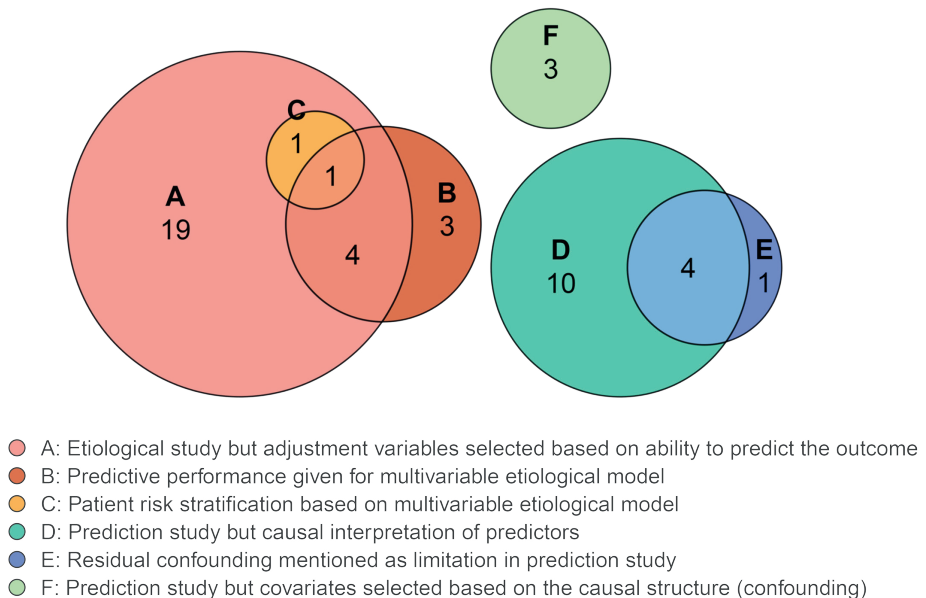 F
3
C
1
1
A
19
B
3
4
D
10
4
E
1
A: Etiological study but adjustment variables selected based on ability to predict the outcome
B: Predictive performance given for multivariable etiological model
C: Patient risk stratification based on multivariable etiological model
D: Prediction study but causal interpretation of predictors
E: Residual confounding mentioned as limitation in prediction study
F: Prediction study but covariates selected based on the causal structure (confounding)